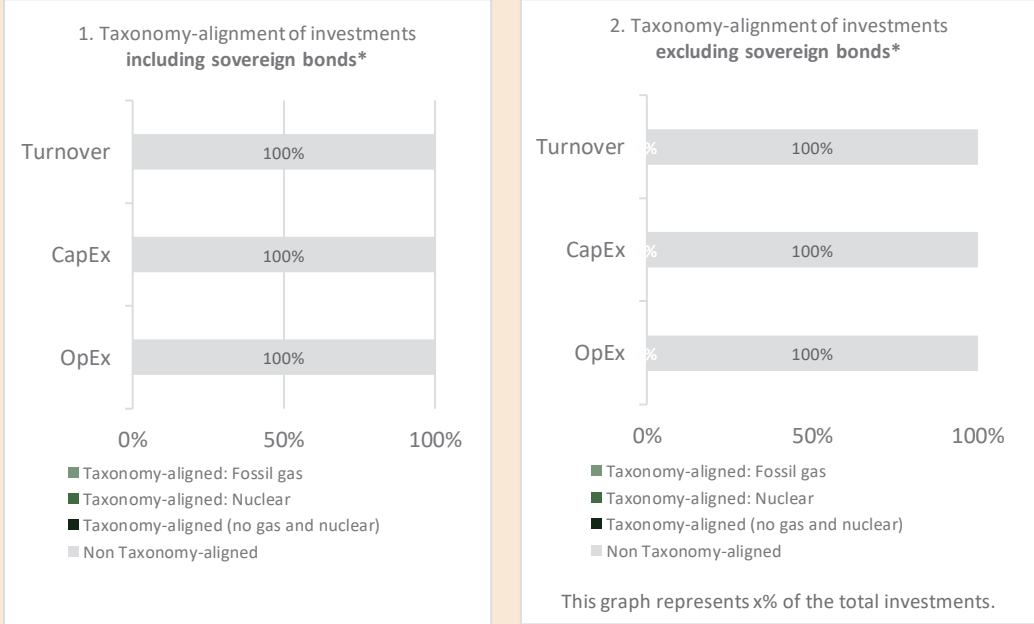 1. Taxonomy-alignment of investments
including sovereign bonds*
Turnover
100%
CapEx
100%
OpEx
100%
0% 50% 100%
Taxonomy-aligned: Fossil gas
Taxonomy-aligned: Nuclear
Taxonomy-aligned (no gas and nuclear)
Non Taxonomy-aligned
2. Taxonomy-alignment of investments
excluding sovereign bonds*
Turnover % 100%
CapEx % 100%
OpEx % 100%
0% 50% 100%
Taxonomy-aligned: Fossil gas
Taxonomy-aligned: Nuclear
Taxonomy-aligned (no gas and nuclear)
Non Taxonomy-aligned
This graph represents x% of the total investments.